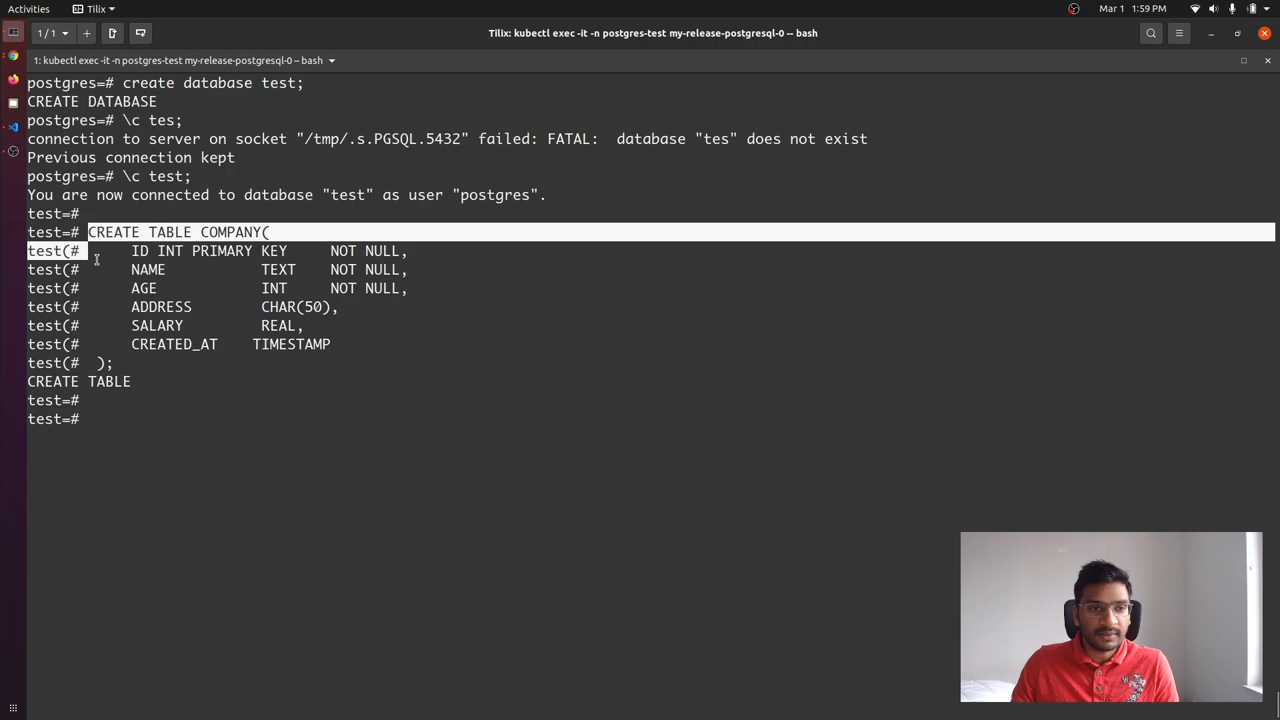 Activities
Tilix
Mar 1 1:59 PM
1 / 1
Tilix: kubectl exec -it -n postgres-test my-release-postgresql-0 -- bash
1: kubectl exec -it -n postgres-test my-release-postgresql-0 -- bash
postgres=# create database test;
CREATE DATABASE
postgres=# \c tes;
connection to server on socket "/tmp/.s.PGSQL.5432" failed: FATAL:  database "tes" does not exist
Previous connection kept
postgres=# \c test;
You are now connected to database "test" as user "postgres".
test=#
test=# CREATE TABLE COMPANY(
test(#      ID INT PRIMARY KEY     NOT NULL,
test(#      NAME           TEXT    NOT NULL,
test(#      AGE            INT     NOT NULL,
test(#      ADDRESS        CHAR(50),
test(#      SALARY         REAL,
test(#      CREATED_AT    TIMESTAMP
test(#  );
CREATE TABLE
test=#
test=#